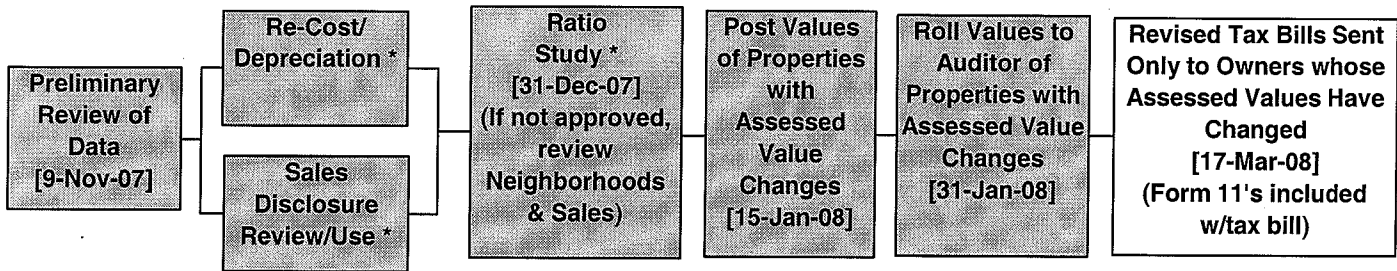 Preliminary
Review of
Data
[9-Nov-07]
Re-Cost/
Depreciation *
Sales
Disclosure
Review/Use *
Ratio
Study *
[31-Dec-07]
(If not approved,
review
Neighborhoods
& Sales)
Post Values
of Properties
with
Assessed
Value
Changes
[15-Jan-08]
Roll Values to
Auditor of
Properties with
Assessed Value
Changes
[31-Jan-08]
Revised Tax Bills Sent
Only to Owners whose
Assessed Values Have
Changed
[17-Mar-08]
(Form 11's included
w/tax bill)